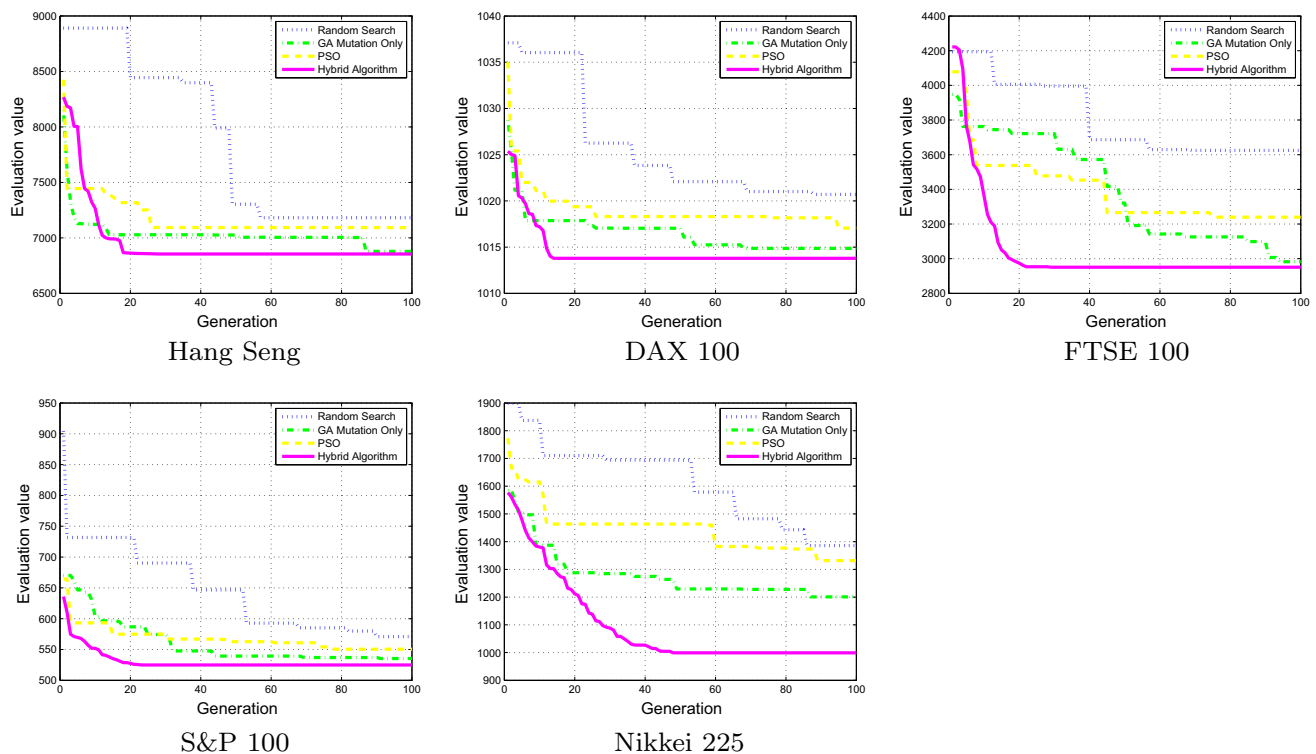 9000
8500
8000
7500
7000
6500
Evaluation value
0
20
40
60
80
100
Generation
Random Search
GA Mutation Only
PSO
Hybrid Algorithm
Hang Seng
1040
1035
1030
1025
1020
1015
1010
Evaluation value
0
20
40
60
80
100
Generation
Random Search
GA Mutation Only
PSO
Hybrid Algorithm
DAX 100
4400
4200
4000
3800
3600
3400
3200
3000
2800
Evaluation value
0
20
40
60
80
100
Generation
Random Search
GA Mutation Only
PSO
Hybrid Algorithm
FTSE 100
950
900
850
800
750
700
650
600
550
500
Evaluation value
0
20
40
60
80
100
Generation
Random Search
GA Mutation Only
PSO
Hybrid Algorithm
S&P 100
1900
1800
1700
1600
1500
1400
1300
1200
1100
1000
900
Evaluation value
0
20
40
60
80
100
Generation
Random Search
GA Mutation Only
PSO
Hybrid Algorithm
Nikkei 225